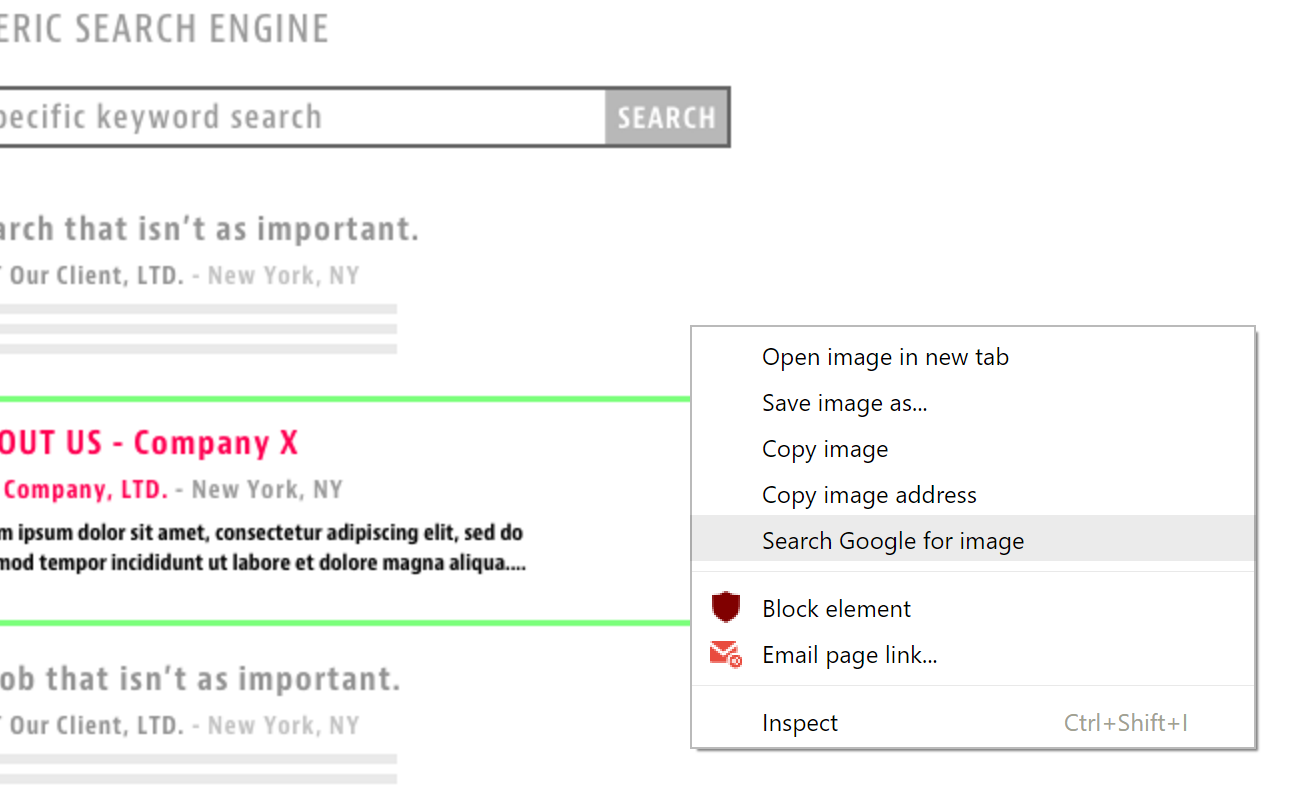 ERIC SEARCH ENGINE
pecific keyword search SEARCH
arch that isn't as important.
Our Client, LTD. - New York, NY
OUT US - Company X
Company, LTD. - New York, NY
m ipsum dolor sit amet, consectetur adipiscing elit, sed do
mod tempor incididunt ut labore et dolore magna aliqua....
ob that isn't as important.
Our Client, LTD. - New York, NY
Open image in new tab
Save image as...
Copy image
Copy image address
Search Google for image
Block element
Email page link...
Inspect Ctrl+Shift+I